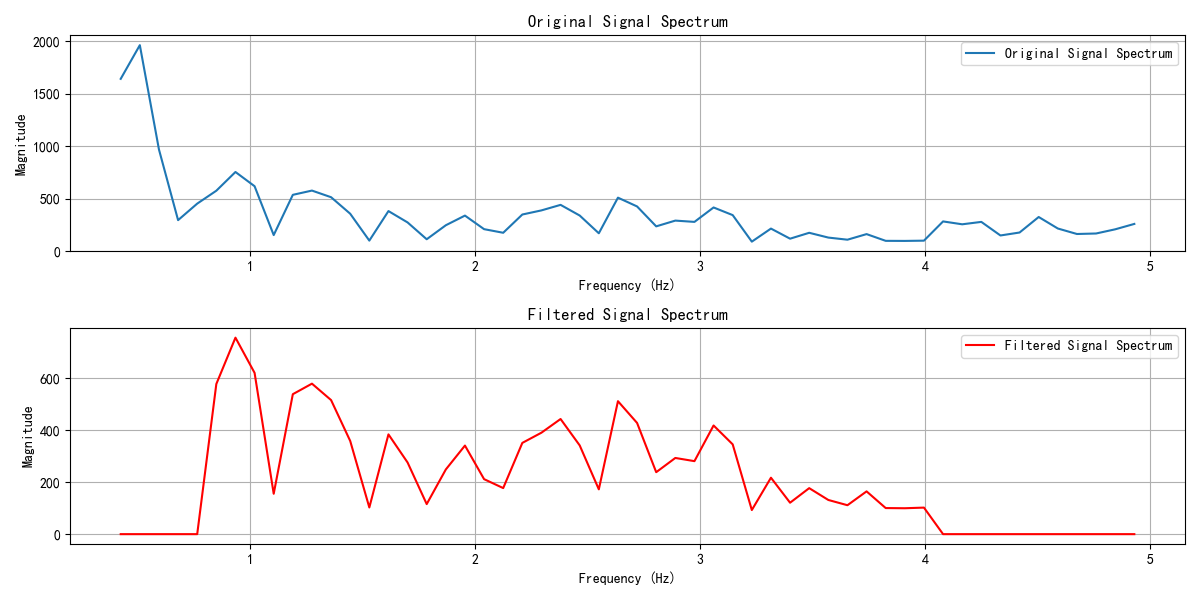 Original Signal Spectrum
2000
1500
1000
500
0
Magnitude
Original Signal Spectrum
1 2 3 4 5
Frequency (Hz)
Filtered Signal Spectrum
600
400
200
0
Magnitude
Filtered Signal Spectrum
1 2 3 4 5
Frequency (Hz)